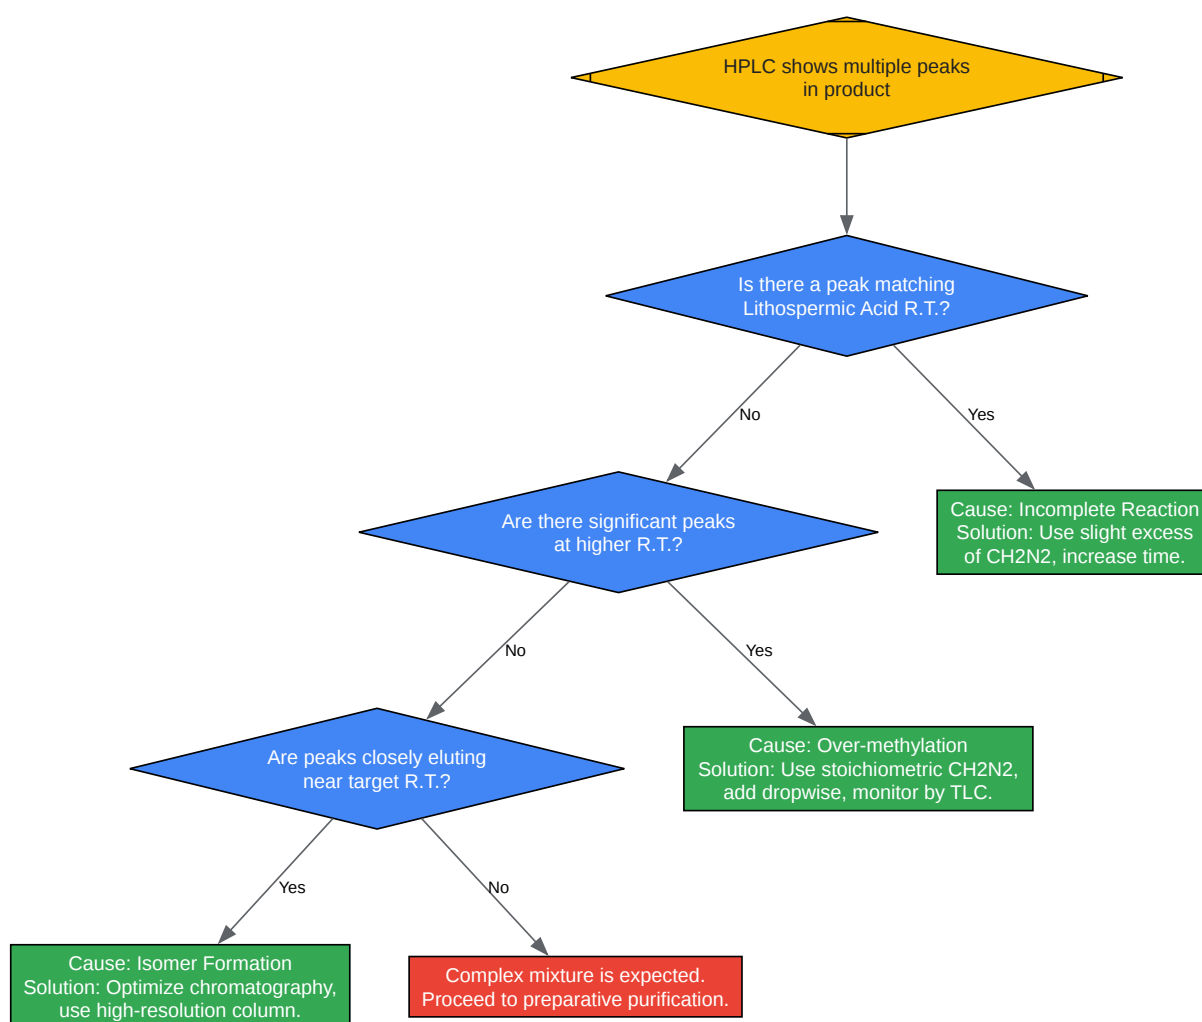 HPLC shows multiple peaks
in product
Is there a peak matching
Lithospermic Acid R.T.?
No
Yes
Are there significant peaks
at higher R.T.?
Cause: Incomplete Reaction
Solution: Use slight excess
of CH2N2, increase time.
No
Yes
Are peaks closely eluting
near target R.T.?
Cause: Over-methylation
Solution: Use stoichiometric CH2N2,
add dropwise, monitor by TLC.
Yes
No
Cause: Isomer Formation
Solution: Optimize chromatography,
use high-resolution column.
Complex mixture is expected.
Proceed to preparative purification.